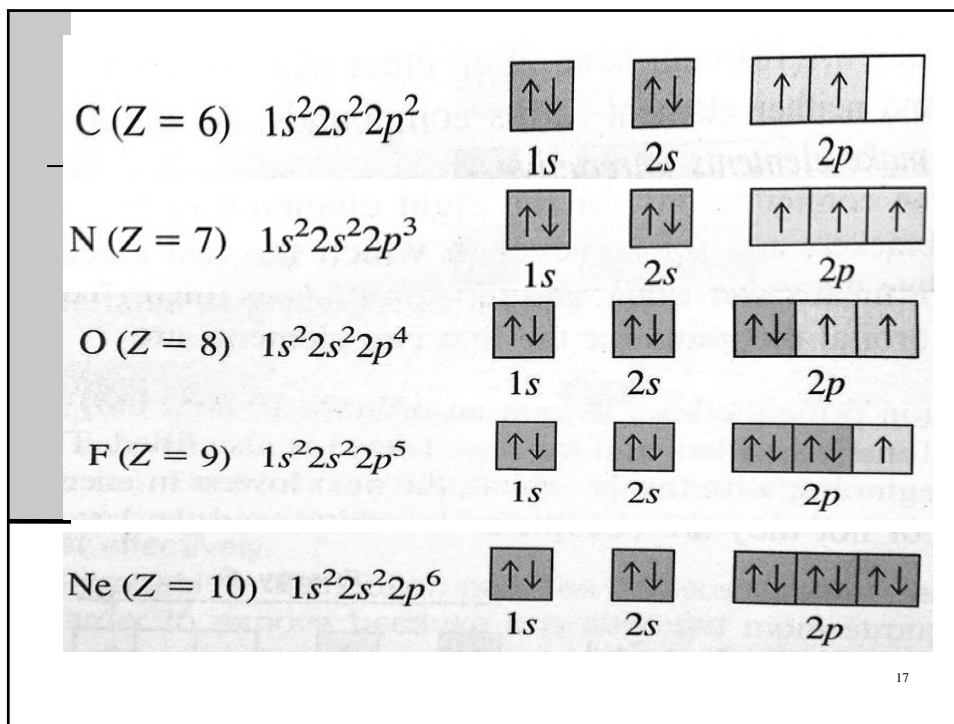 C (Z = 6) 1s²2s²2p² ↑↓ ↑↓ ↑ ↑
1s 2s 2p
N (Z = 7) 1s²2s²2p³ ↑↓ ↑↓ ↑ ↑ ↑
1s 2s 2p
O (Z = 8) 1s²2s²2p⁴ ↑↓ ↑↓ ↑↓ ↑ ↑
1s 2s 2p
F (Z = 9) 1s²2s²2p⁵ ↑↓ ↑↓ ↑↓ ↑↓ ↑
1s 2s 2p
Ne (Z = 10) 1s²2s²2p⁶ ↑↓ ↑↓ ↑↓ ↑↓ ↑↓
1s 2s 2p
17